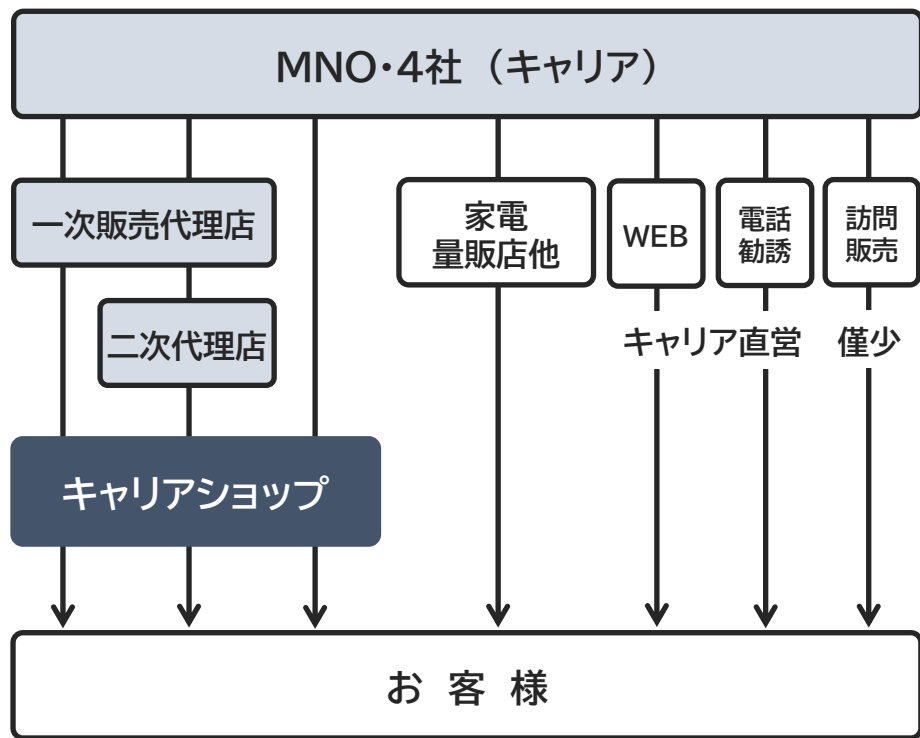 MNO・4社 （キャリア）
一次販売代理店
家電
量販店他
WEB
電話
勧誘
訪問
販売
二次代理店
キャリア直営
僅少
キャリアショップ
お 客 様